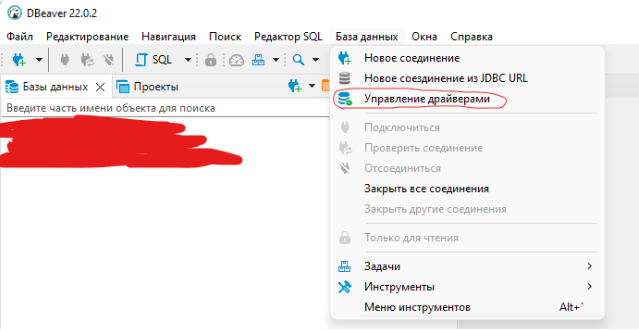 DBeaver 22.0.2
Файл Редактирование Навигация Поиск Редактор SQL База данных Окна Справка
SQL
Базы данных Проекты
Введите часть имени объекта для поиска
Новое соединение
Новое соездинение из JDBC URL
Управление драйверами
Подключиться
Проверить соединение
Отсоединиться
Закрыть все соединения
Закрыть другие соединения
Только для чтения
Задачи
Инструменты
Меню инструментов Alt+`